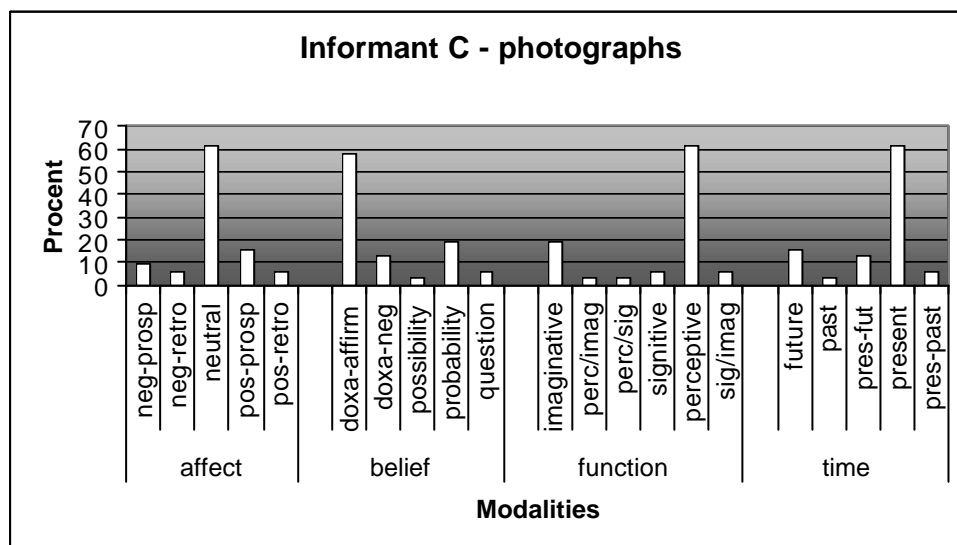 Informant C - photographs
Procent
70
60
50
40
30
20
10
0
neg-prosp
neg-retro
neutral
pos-prosp
pos-retro
doxa-affirm
doxa-neg
possibility
probability
question
imaginative
perc/imag
perc/sig
signitive
perceptive
sig/imag
future
past
pres-fut
present
pres-past
affect belief function time
Modalities